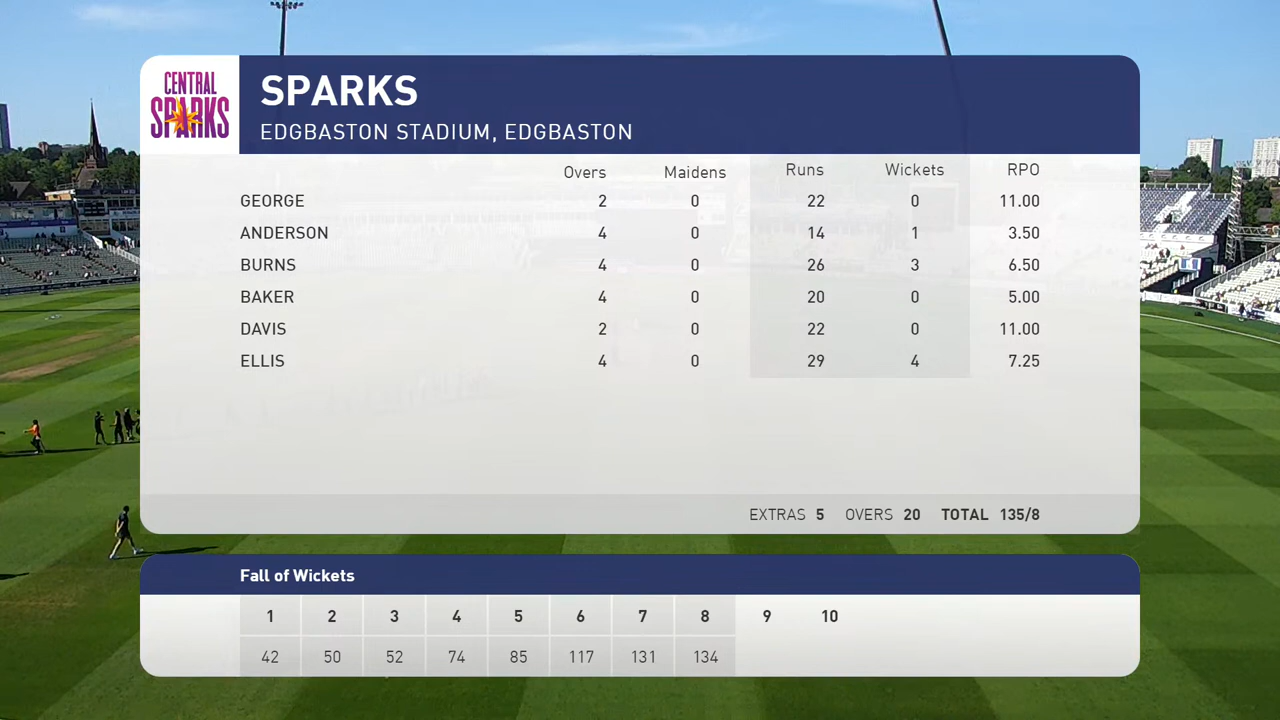 CENTRAL
SPARKS
SPARKS
EDGBASTON STADIUM, EDGBASTON
Overs Maidens Runs Wickets RPO
GEORGE 2 0 22 0 11.00
ANDERSON 4 0 14 1 3.50
BURNS 4 0 26 3 6.50
BAKER 4 0 20 0 5.00
DAVIS 2 0 22 0 11.00
ELLIS 4 0 29 4 7.25
EXTRAS 5 OVERS 20 TOTAL 135/8
Fall of Wickets
1 2 3 4 5 6 7 8 9 10
42 50 52 74 85 117 131 134